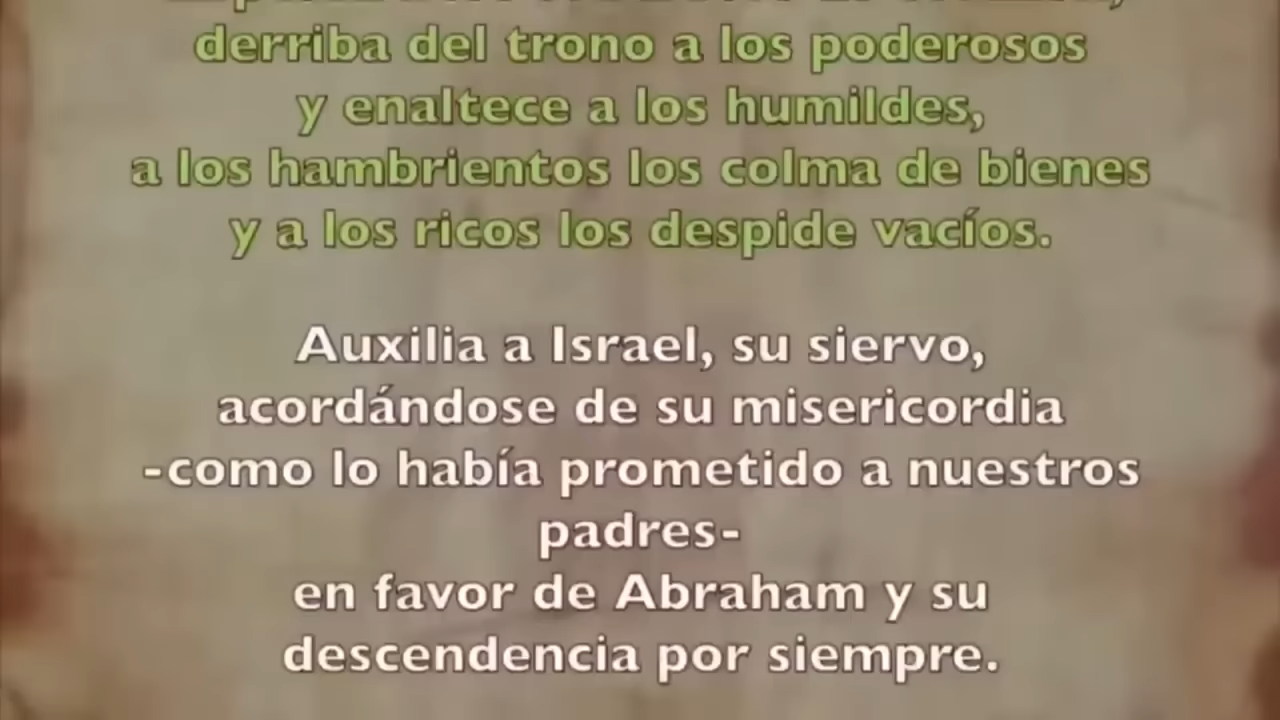 derriba del trono a los poderosos
y enaltece a los humildes,
a los hambrientos los colma de bienes
y a los ricos los despide vacíos.
Auxilia a Israel, su siervo,
acordándose de su misericordia
-como lo había prometido a nuestros
padres-
en favor de Abraham y su
descendencia por siempre.